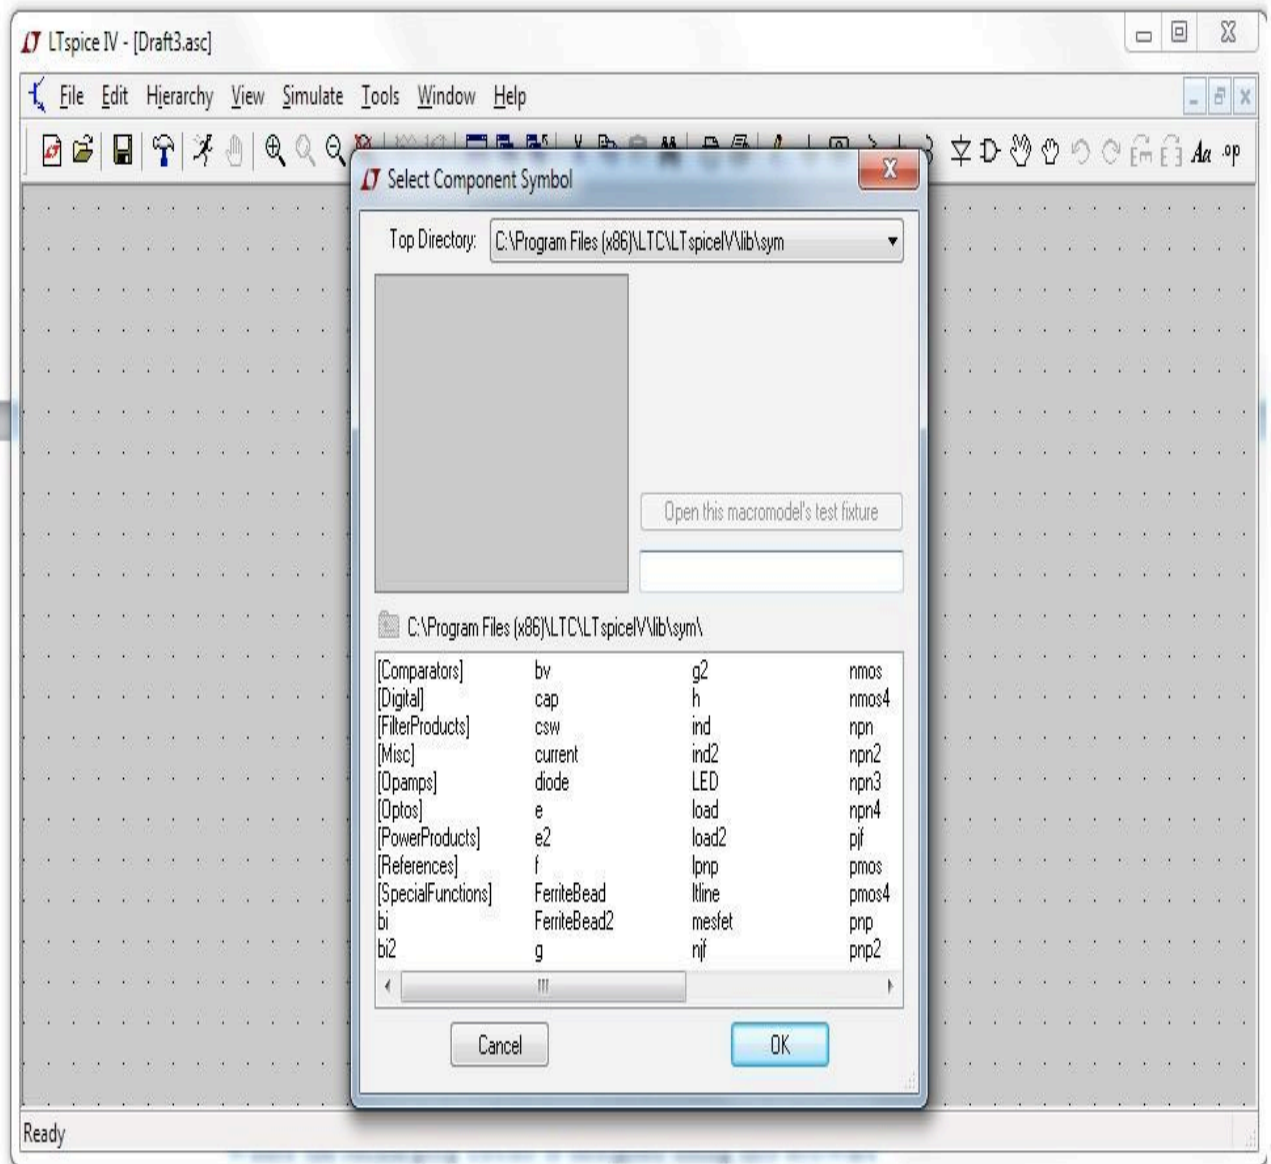 LTspice IV - [Draft3.asc]
File Edit Hierarchy View Simulate Tools Window Help
Aa .op
Select Component Symbol
Top Directory: C:\Program Files (x86)\LTC\LTspiceIV\lib\sym
Open this macromodel's test fixture
C:\Program Files (x86)\LTC\LTspiceIV\lib\sym\
[Comparators] bv g2 nmos
[Digital] cap h nmos4
[FilterProducts] csw ind npn
[Misc] current ind2 npn2
[Opamps] diode LED npn3
[Optos] e load npn4
[PowerProducts] e2 load2 pjf
[References] f lpnp pmos
[SpecialFunctions] FerriteBead ltline pmos4
bi FerriteBead2 mesfet pnp
bi2 g njf pnp2
Cancel OK
Ready